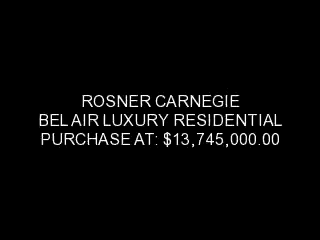 ROSNER CARNEGIE
BEL AIR LUXURY RESIDENTIAL
PURCHASE AT: $13,745,000.00